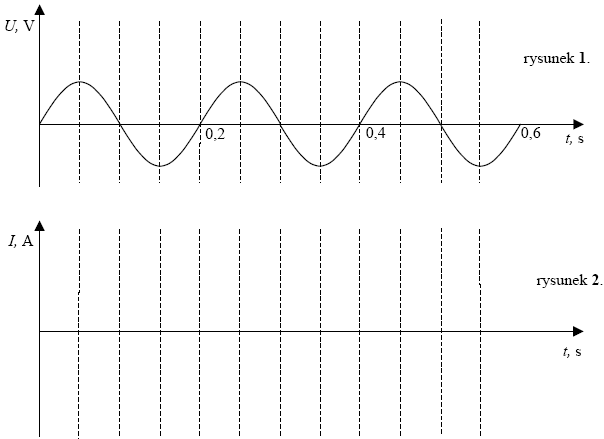 U, V
rysunek 1.
0,2
0,4
0,6
t, s
I, A
rysunek 2.
t, s